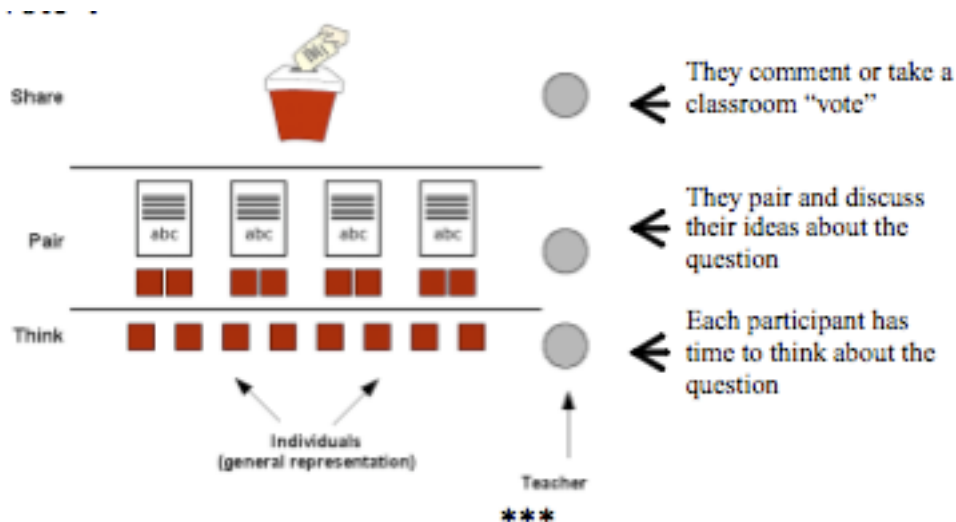 Share
They comment or take a
classroom “vote”
abc
abc
abc
abc
Pair
They pair and discuss
their ideas about the
question
Think
Each participant has
time to think about the
question
Individuals
(general representation)
Teacher
***